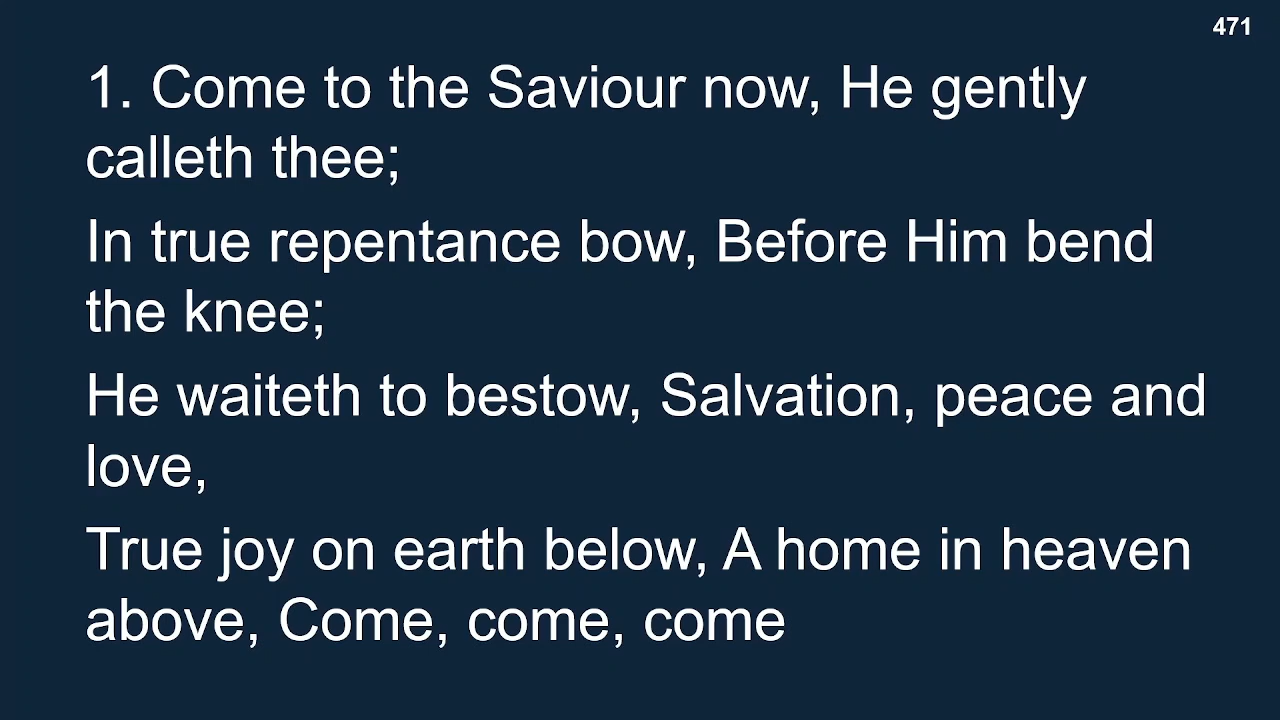 471
1. Come to the Saviour now, He gently
calleth thee;
In true repentance bow, Before Him bend
the knee;
He waiteth to bestow, Salvation, peace and
love,
True joy on earth below, A home in heaven
above, Come, come, come